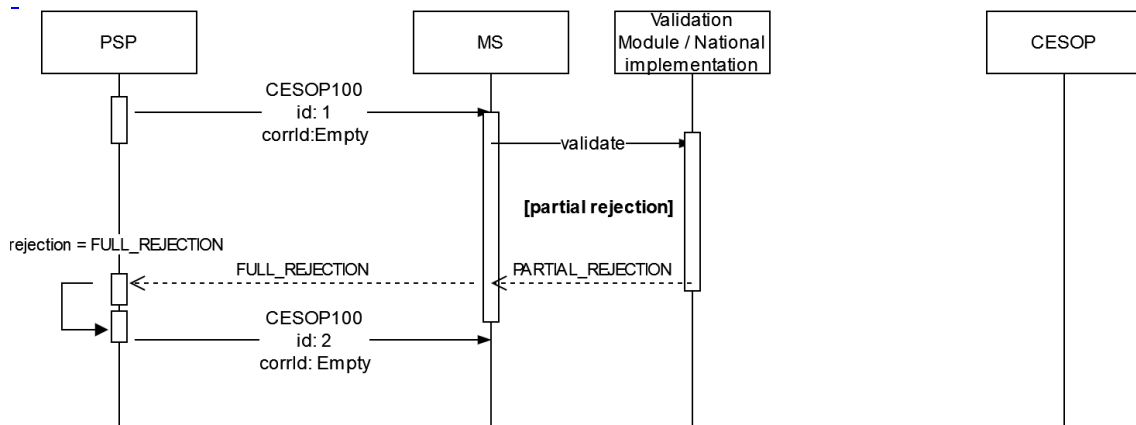 PSP
MS
Validation
Module / National
implementation
CESOP
CESOP100
id: 1
corrId:Empty
validate
[partial rejection]
rejection = FULL_REJECTION
FULL_REJECTION
PARTIAL_REJECTION
CESOP100
id: 2
corrId: Empty